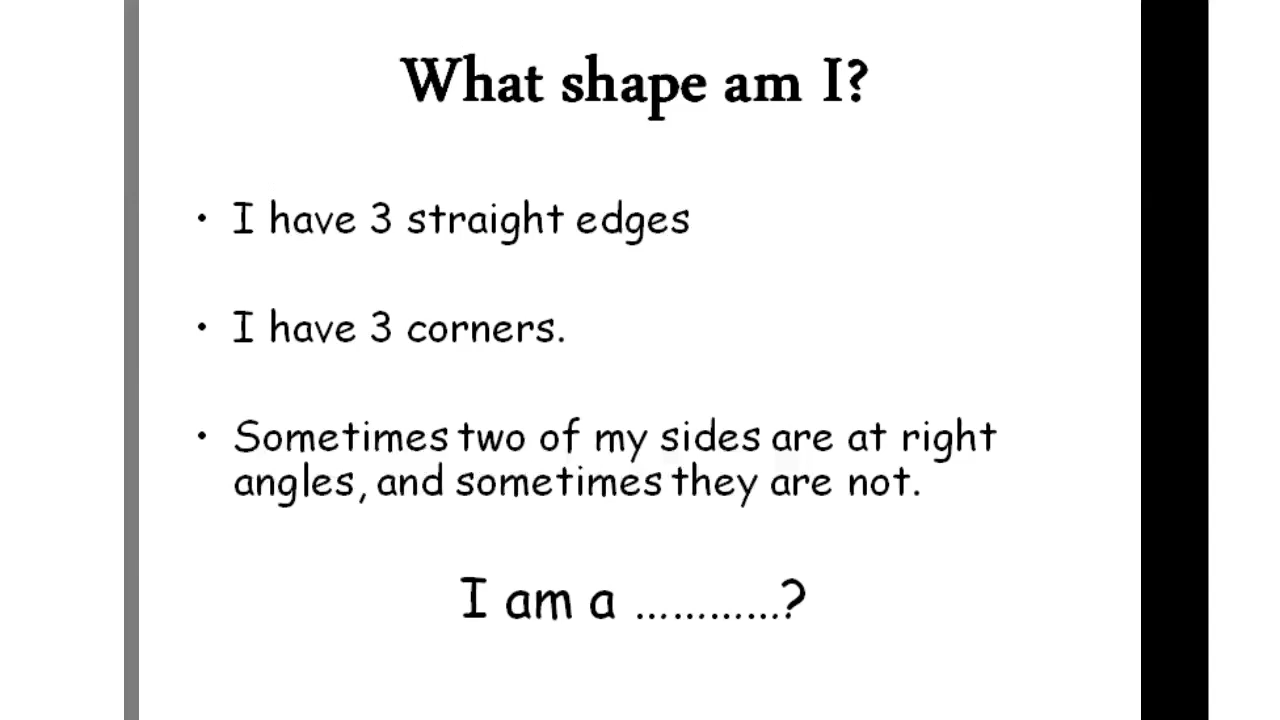 What shape am I?
• I have 3 straight edges
• I have 3 corners.
• Sometimes two of my sides are at right
angles, and sometimes they are not.
I am a …………?